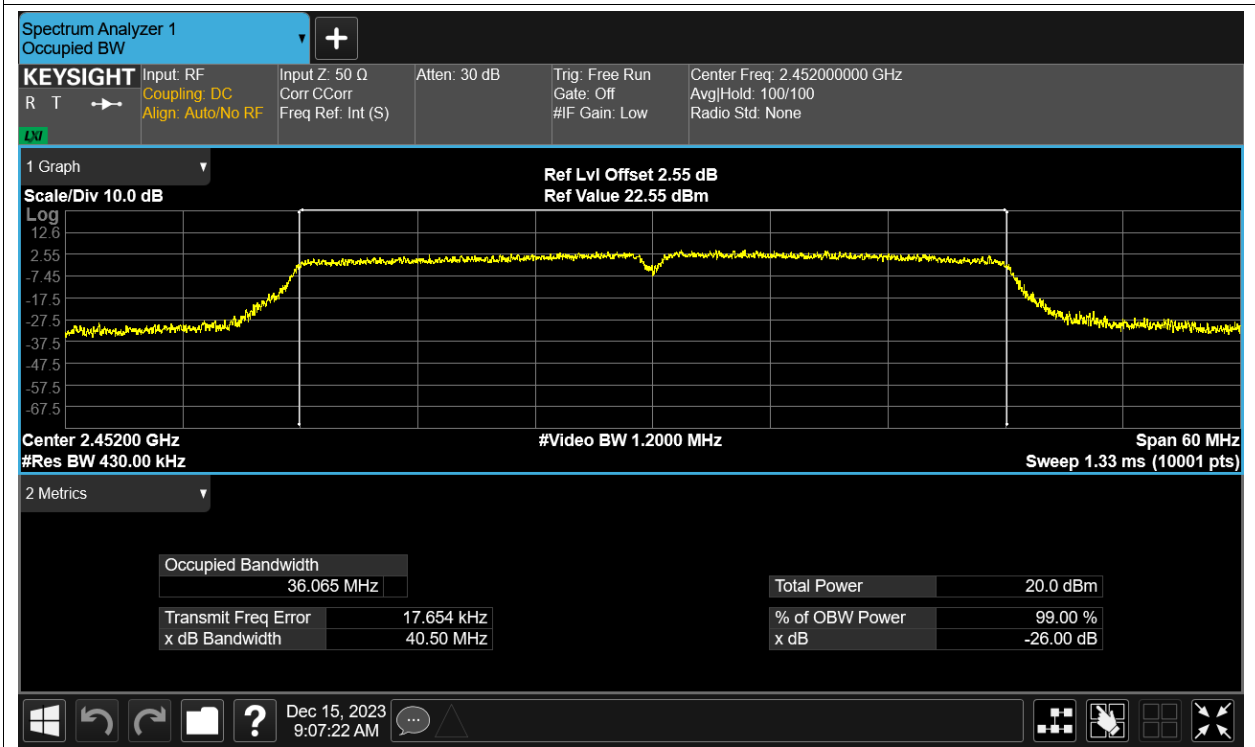 Spectrum Analyzer 1
Occupied BW
KEYSIGHT
R T
LXI
Input: RF
Coupling: DC
Align: Auto/No RF
Input Z: 50 Ω
Corr CCorr
Freq Ref: Int (S)
Atten: 30 dB
Trig: Free Run
Gate: Off
#IF Gain: Low
Center Freq: 2.452000000 GHz
Avg|Hold: 100/100
Radio Std: None
1 Graph
Scale/Div 10.0 dB
Ref Lvl Offset 2.55 dB
Ref Value 22.55 dBm
Log
12.6
2.55
-7.45
-17.5
-27.5
-37.5
-47.5
-57.5
-67.5
Center 2.45200 GHz
#Video BW 1.2000 MHz
Span 60 MHz
#Res BW 430.00 kHz
Sweep 1.33 ms (10001 pts)
2 Metrics
Occupied Bandwidth
36.065 MHz
Total Power 20.0 dBm
Transmit Freq Error 17.654 kHz
% of OBW Power 99.00 %
x dB Bandwidth 40.50 MHz
x dB -26.00 dB
?
Dec 15, 2023
9:07:22 AM